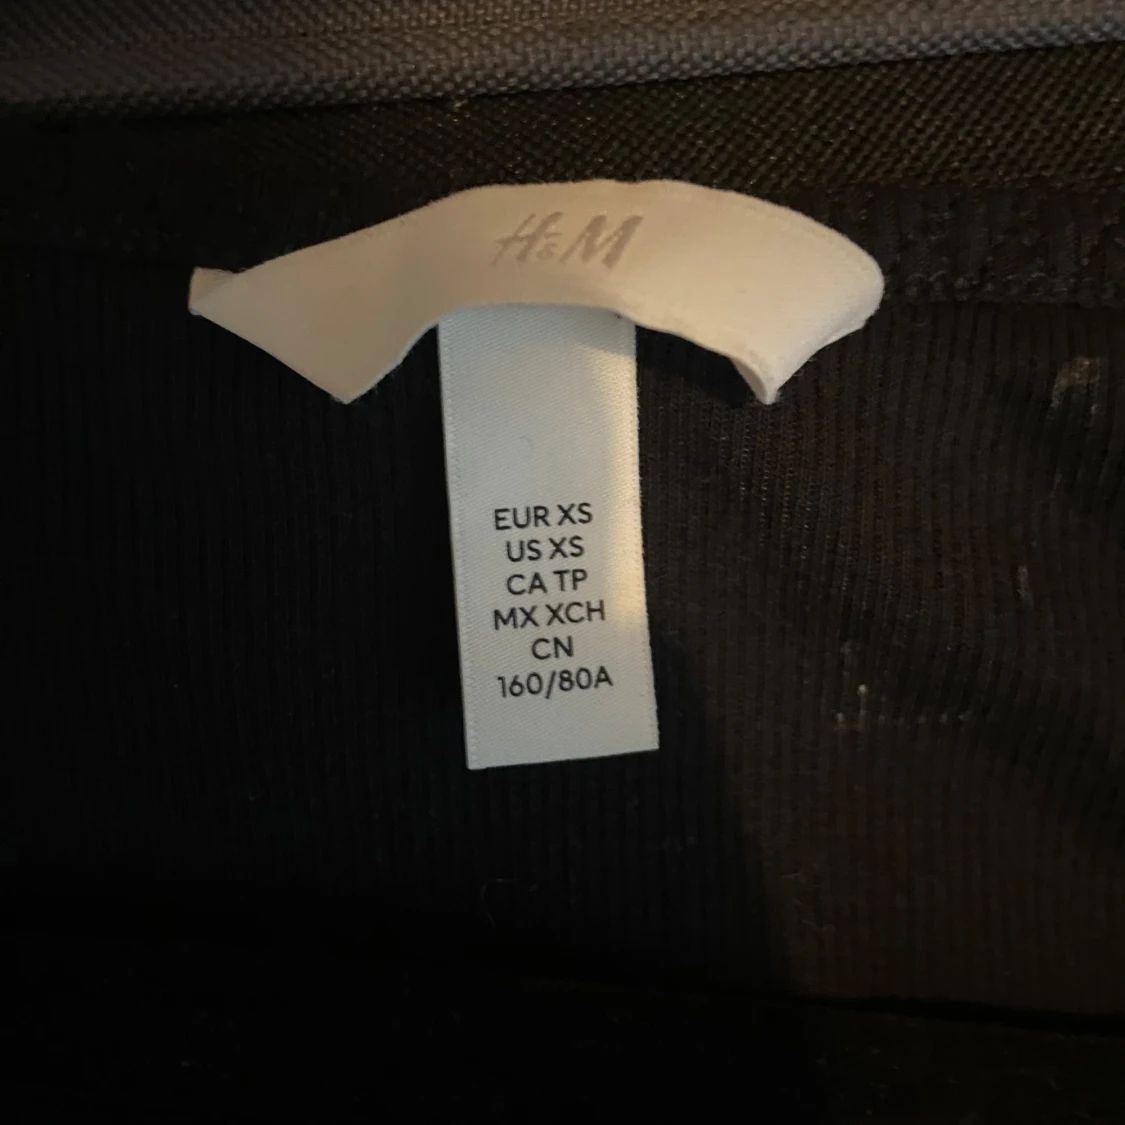 H&M
EUR XS
US XS
CA TP
MX XCH
CN
160/80A